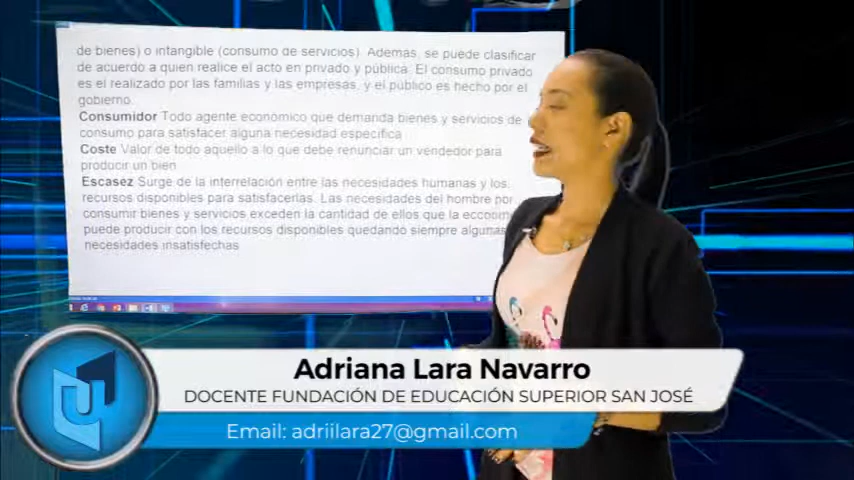 de bienes) o intangible (consumo de servicios). Además, se puede clasificar
de acuerdo a quien realice el acto en privado y pública. El consumo privado
es el realizado por las familias y las empresas, y el público es hecho por el
gobierno.
Consumidor Todo agente económico que demanda bienes y servicios de
consumo para satisfacer alguna necesidad específica
Coste Valor de todo aquello a lo que debe renunciar un vendedor para
producir un bien
Escasez Surge de la interrelación entre las necesidades humanas y los
recursos disponibles para satisfacerlas. Las necesidades del hombre por
consumir bienes y servicios exceden la cantidad de ellos que la
puede producir con los recursos disponibles quedando siempre algunas
necesidades insatisfechas
Adriana Lara Navarro
DOCENTE FUNDACIÓN DE EDUCACIÓN SUPERIOR SAN JOSÉ
Email: adriilara27@gmail.com